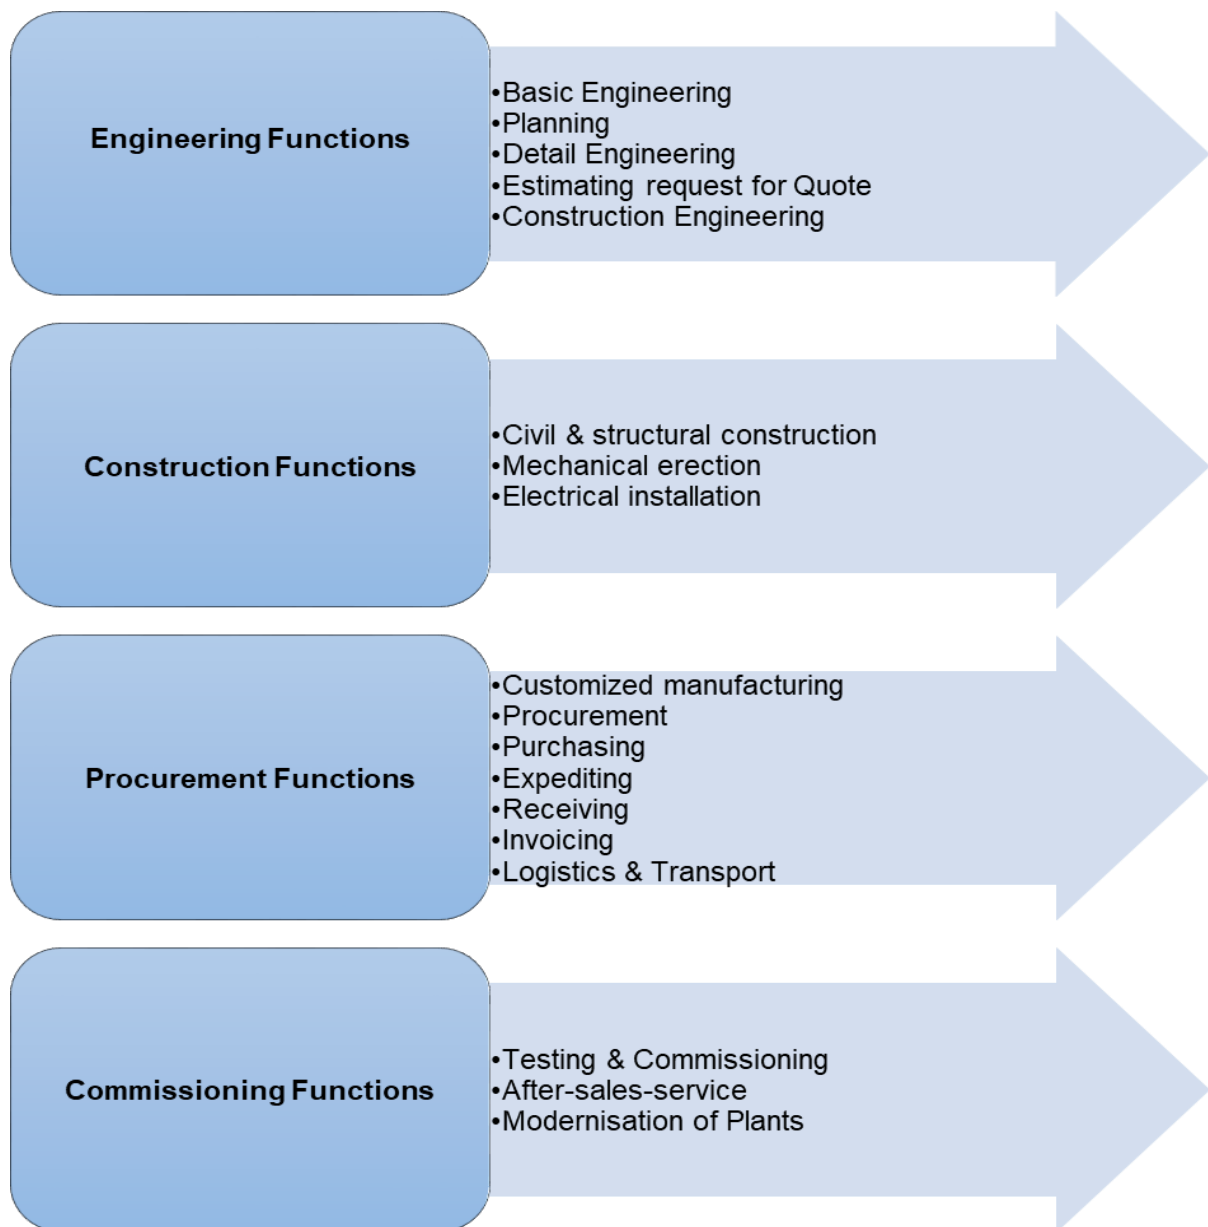 Engineering Functions
•Basic Engineering
•Planning
•Detail Engineering
•Estimating request for Quote
•Construction Engineering
Construction Functions
•Civil & structural construction
•Mechanical erection
•Electrical installation
Procurement Functions
•Customized manufacturing
•Procurement
•Purchasing
•Expediting
•Receiving
•Invoicing
•Logistics & Transport
Commissioning Functions
•Testing & Commissioning
•After-sales-service
•Modernisation of Plants